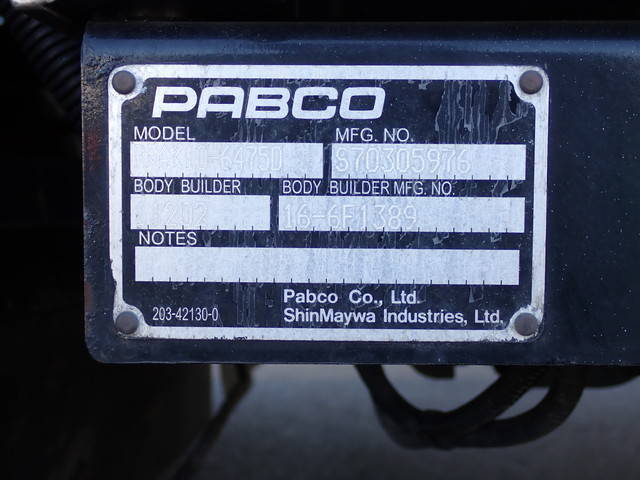 PABCO
MODEL MFG. NO.
S70305976
BODY BUILDER BODY BUILDER MFG. NO.
1202 16-6F1389
NOTES
Pabco Co., Ltd.
203-42130-0 ShinMaywa Industries, Ltd.